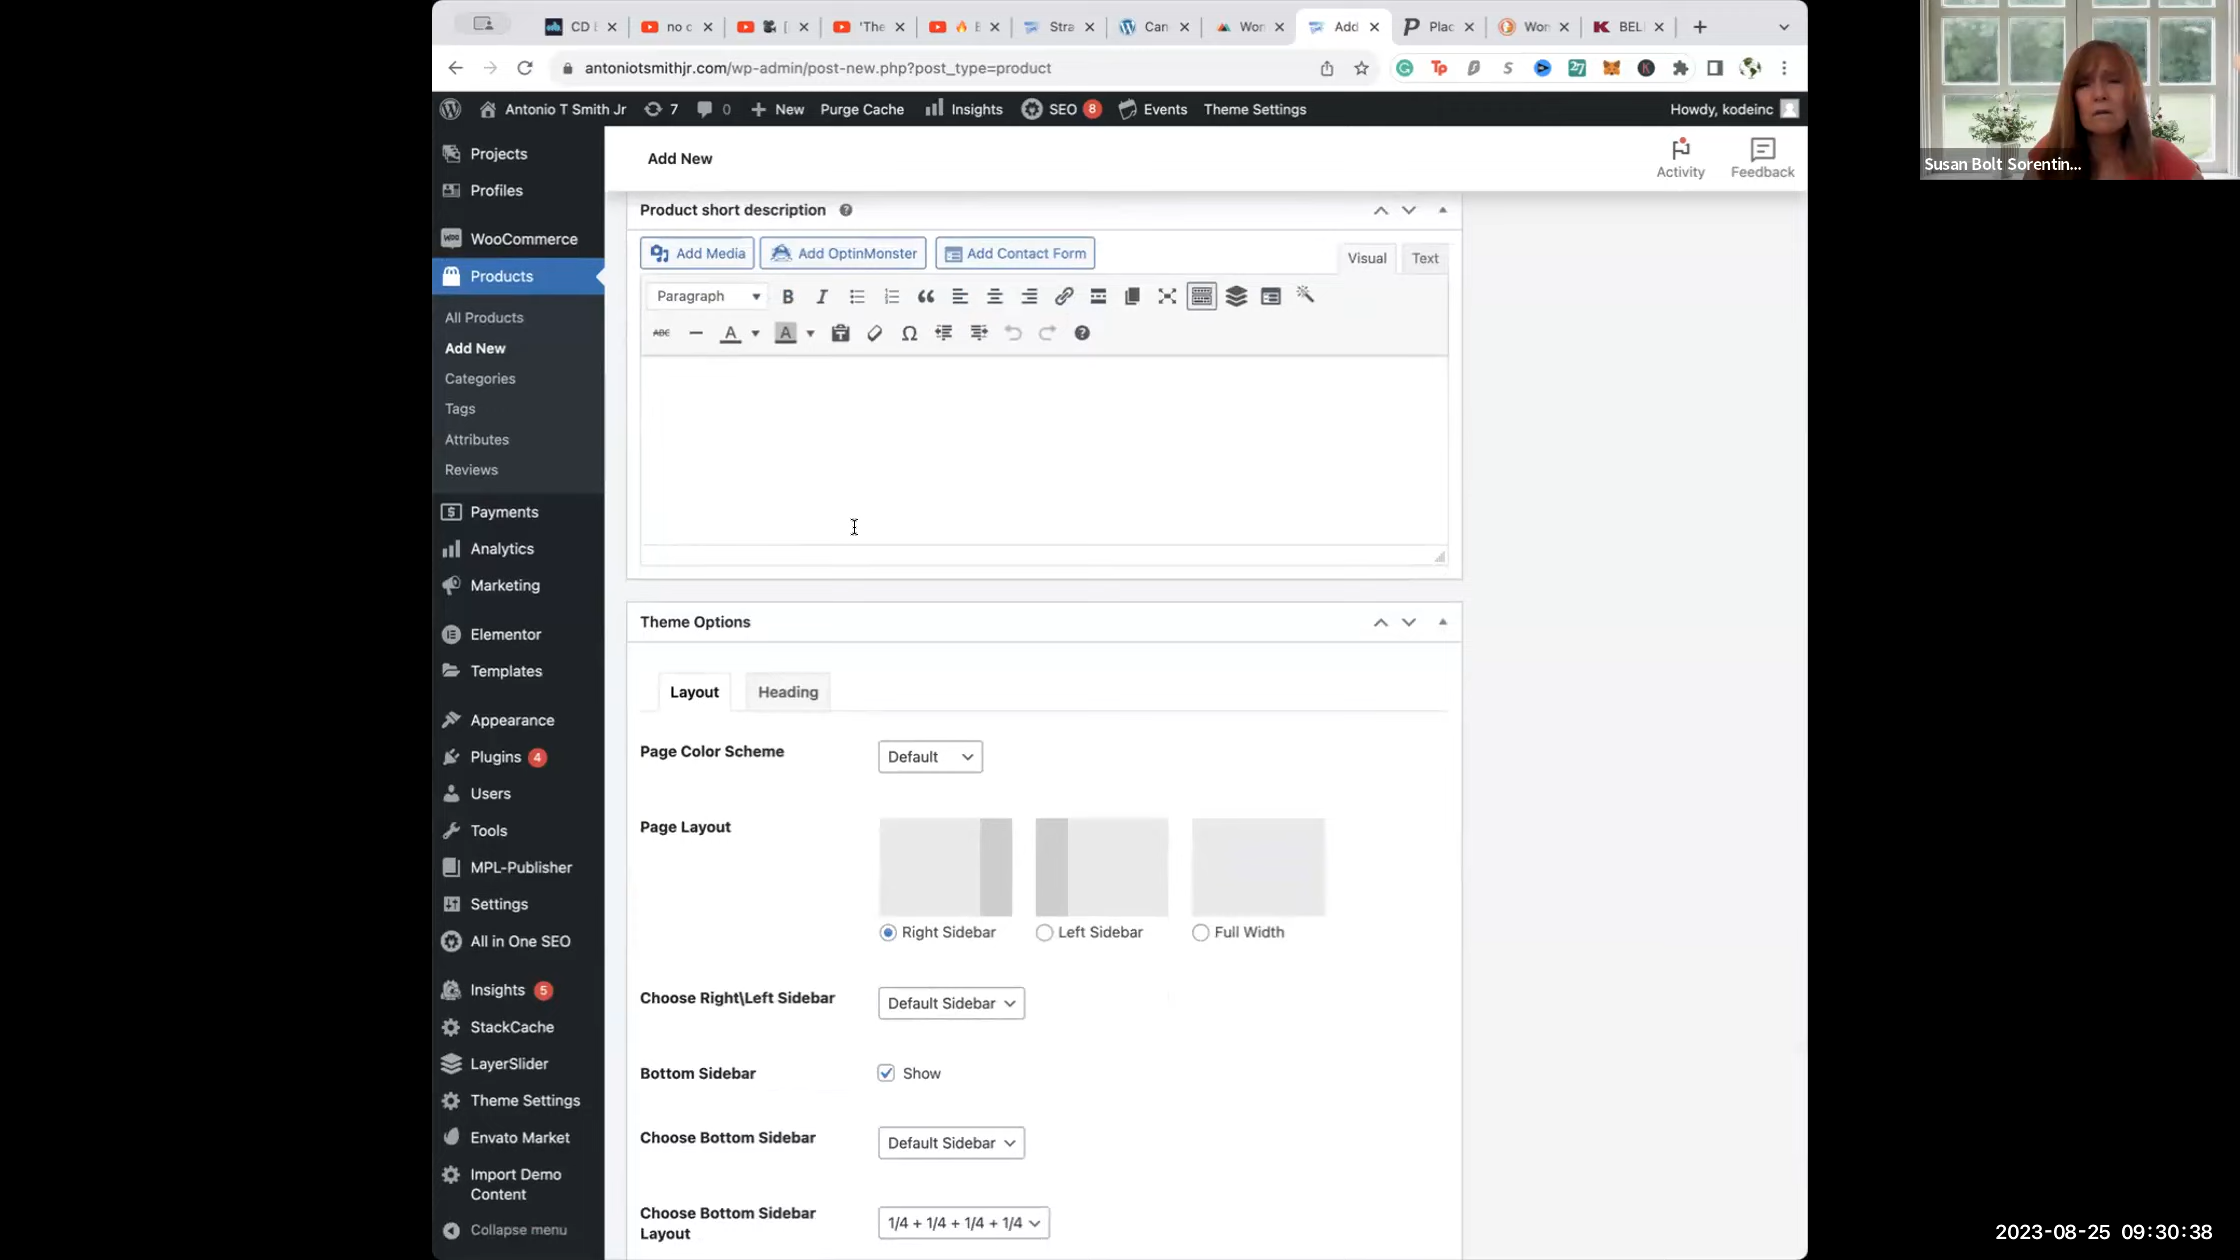 CD E
no c
[
'The
E
Stra
Can
Won
Add
Plac
Won
BEL
antoniotsmithjr.com/wp-admin/post-new.php?post_type=product
Antonio T Smith Jr
7
0
New
Purge Cache
Insights
SEO 8
Events
Theme Settings
Howdy, kodeinc
Projects
Profiles
WooCommerce
Products
All Products
Add New
Categories
Tags
Attributes
Reviews
Payments
Analytics
Marketing
Elementor
Templates
Appearance
Plugins 4
Users
Tools
MPL-Publisher
Settings
All in One SEO
Insights 5
StackCache
LayerSlider
Theme Settings
Envato Market
Import Demo
Content
Collapse menu
Add New
Activity
Feedback
Product short description
Add Media
Add OptinMonster
Add Contact Form
Visual
Text
Paragraph
Theme Options
Layout
Heading
Page Color Scheme
Default
Page Layout
Right Sidebar
Left Sidebar
Full Width
Choose Right\Left Sidebar
Default Sidebar
Bottom Sidebar
Show
Choose Bottom Sidebar
Default Sidebar
Choose Bottom Sidebar
Layout
1/4 + 1/4 + 1/4 + 1/4
Susan Bolt Sorentin...
2023-08-25 09:30:38